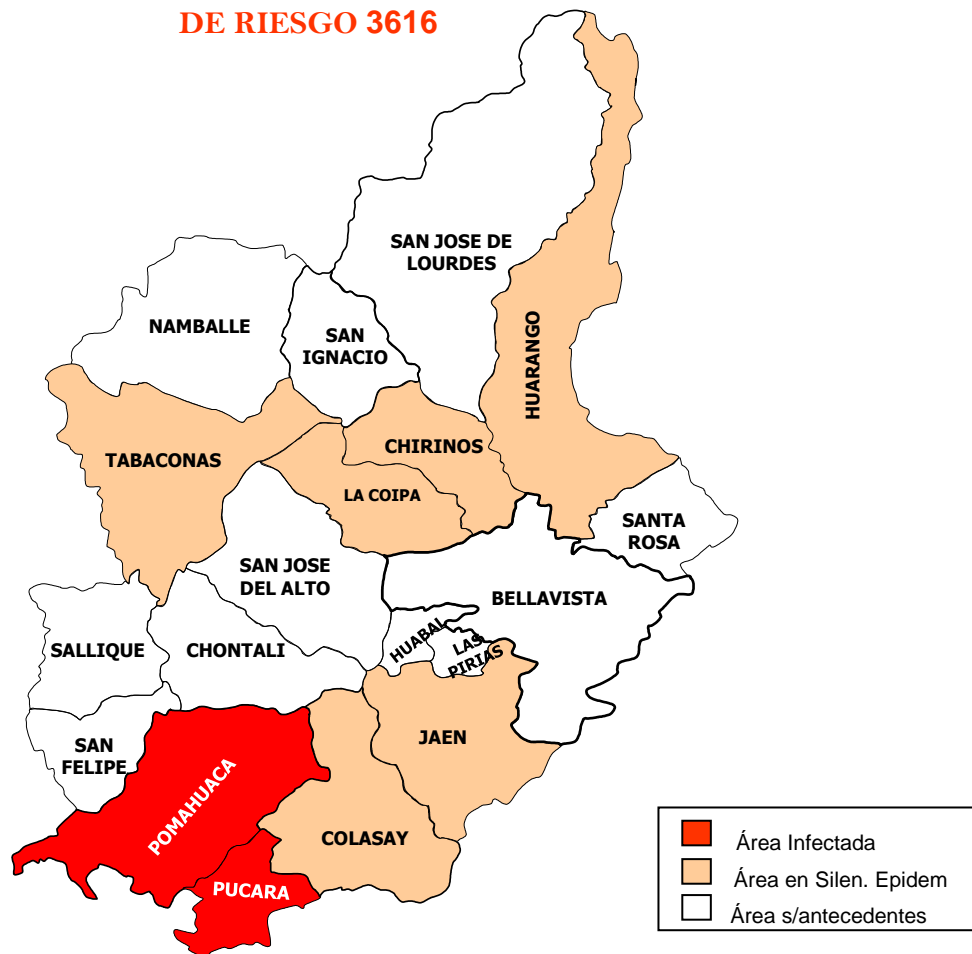 DE RIESGO 3616
SAN JOSE DE
LOURDES
NAMBALLE
SAN
IGNACIO
HUARANGO
CHIRINOS
TABACONAS
LA COIPA
SANTA
ROSA
SAN JOSE
DEL ALTO
BELLAVISTA
HUABAL
LAS
PIRIAS
SALLIQUE
CHONTALI
JAEN
SAN
FELIPE
POMAHUACA
COLASAY
PUCARA
Área Infectada
Área en Silen. Epidem
Área s/antecedentes